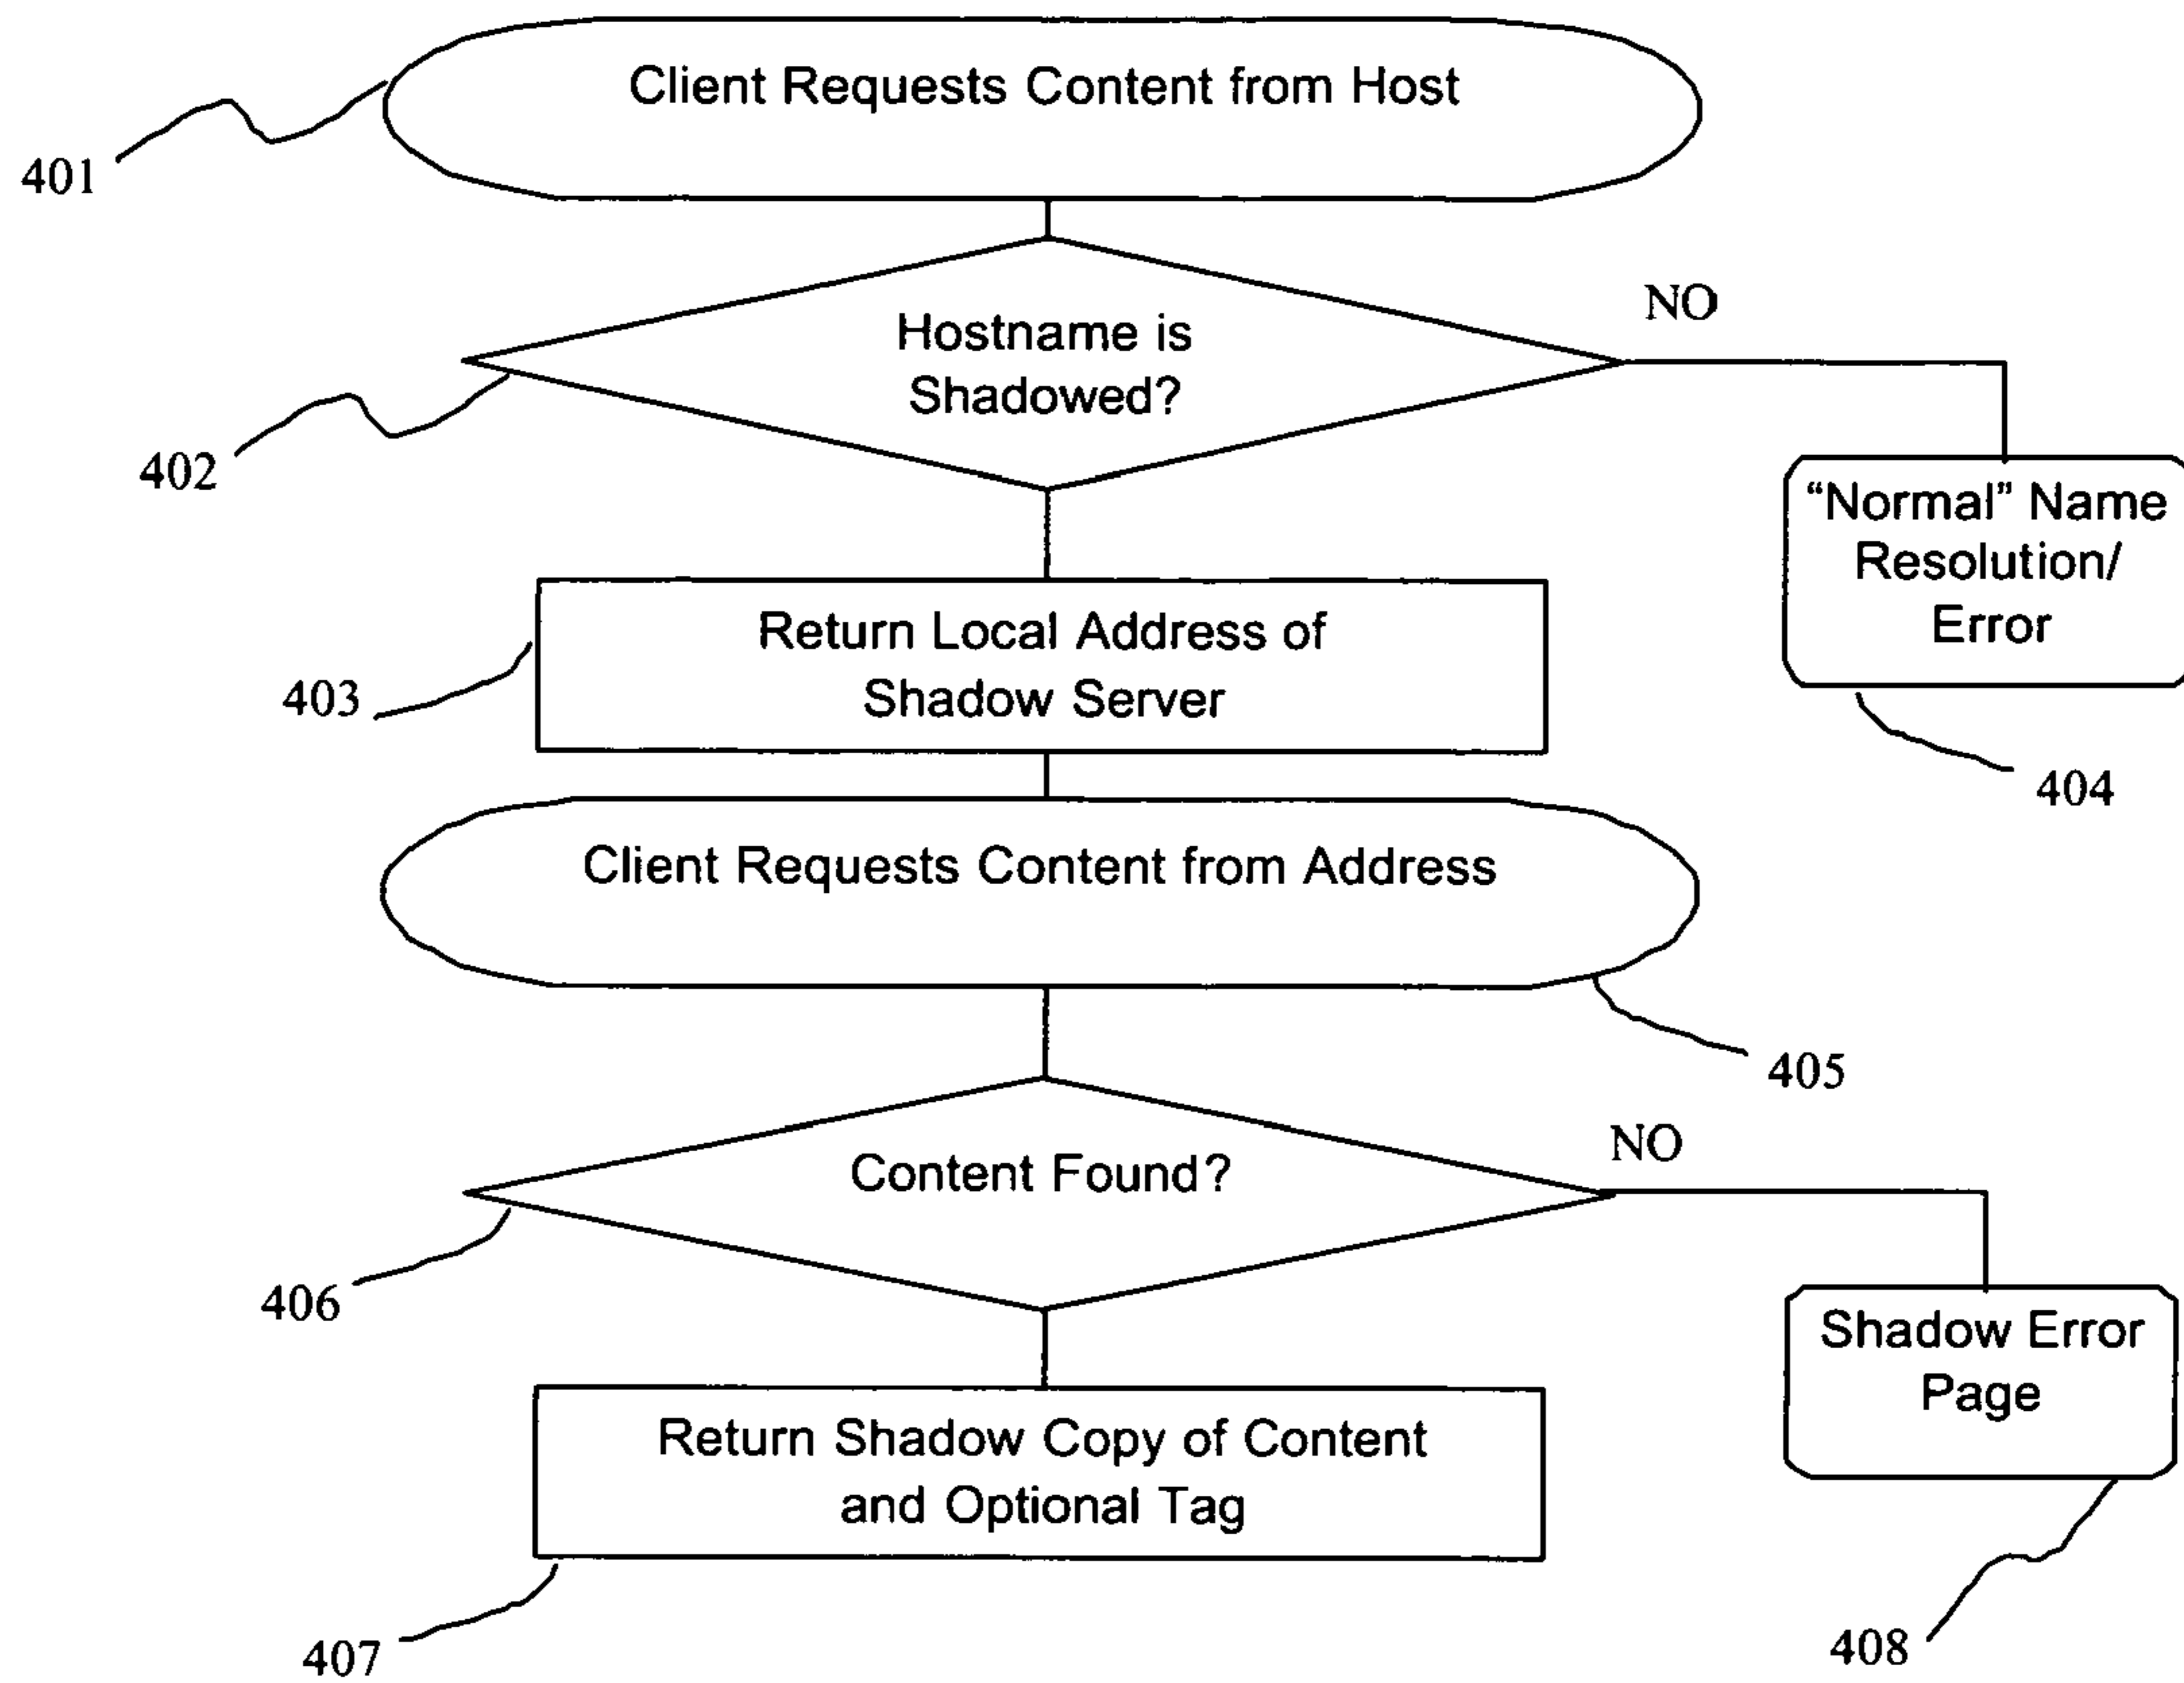 Client Requests Content from Host
401
NO
Hostname is
Shadowed?
402
“Normal” Name
Resolution/
Error
404
Return Local Address of
Shadow Server
403
Client Requests Content from Address
405
NO
Content Found?
406
Shadow Error
Page
408
Return Shadow Copy of Content
and Optional Tag
407